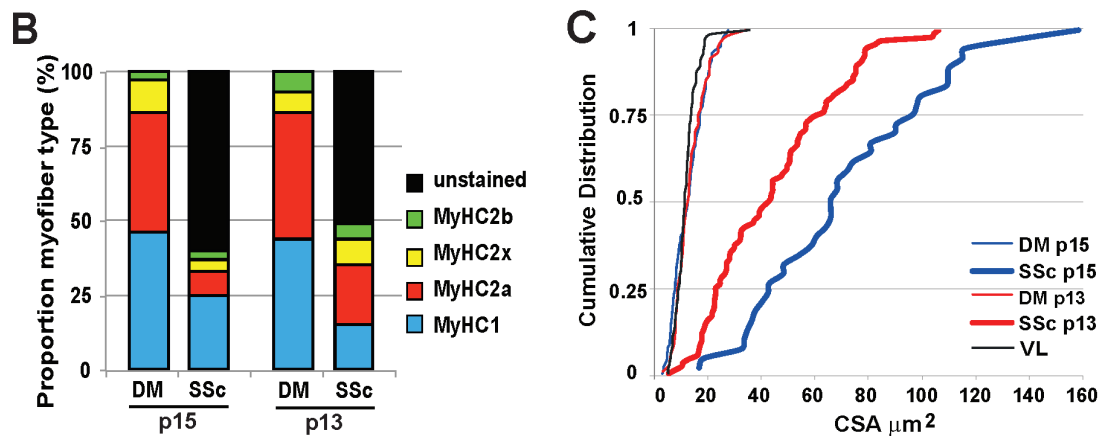 B
Proportion myofiber type (%)
100
75
50
25
0
DM SSc DM SSc
p15 p13
unstained
MyHC2b
MyHC2x
MyHC2a
MyHC1
C
Cumulative Distribution
1
0.75
0.5
0.25
0
0 20 40 60 80 100 120 140 160
CSA μm²
DM p15
SSc p15
DM p13
SSc p13
VL